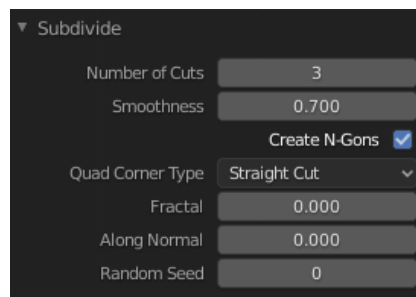 Subdivide
Number of Cuts 3
Smoothness 0.700
Create N-Gons
Quad Corner Type Straight Cut
Fractal 0.000
Along Normal 0.000
Random Seed 0